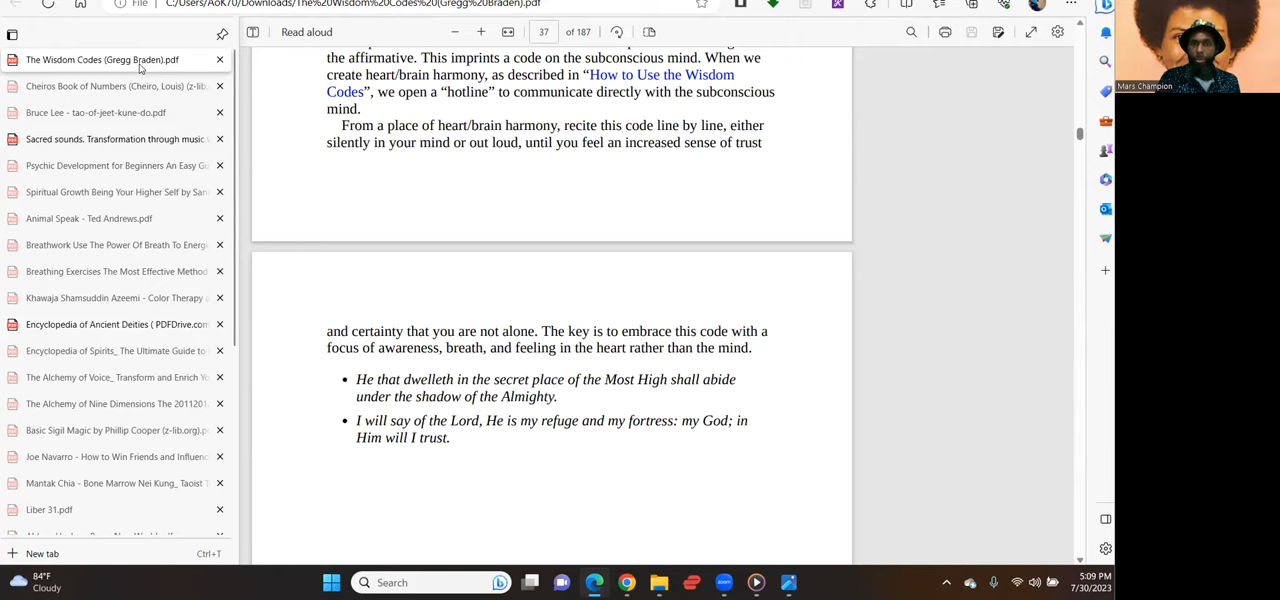 File
C:/Users/AoK70/Downloads/The%20Wisdom%20Codes%20(Gregg%20Braden).pdf
Read aloud
37
of 187
The Wisdom Codes (Gregg Braden).pdf
Cheiros Book of Numbers (Cheiro, Louis) (z-lib.
Bruce Lee - tao-of-jeet-kune-do.pdf
Sacred sounds. Transformation through music
Psychic Development for Beginners An Easy Gu
Spiritual Growth Being Your Higher Self by San
Animal Speak - Ted Andrews.pdf
Breathwork Use The Power Of Breath To Energ
Breathing Exercises The Most Effective Method
Khawaja Shamsuddin Azeemi - Color Therapy
Encyclopedia of Ancient Deities ( PDFDrive.com
Encyclopedia of Spirits_ The Ultimate Guide to
The Alchemy of Voice_ Transform and Enrich Yo
The Alchemy of Nine Dimensions The 2011201
Basic Sigil Magic by Phillip Cooper (z-lib.org).p
Joe Navarro - How to Win Friends and Influenc
Mantak Chia - Bone Marrow Nei Kung_ Taoist T
Liber 31.pdf
New tab
Ctrl+T
the affirmative. This imprints a code on the subconscious mind. When we
create heart/brain harmony, as described in “How to Use the Wisdom
Codes”, we open a “hotline” to communicate directly with the subconscious
mind.
From a place of heart/brain harmony, recite this code line by line, either
silently in your mind or out loud, until you feel an increased sense of trust
and certainty that you are not alone. The key is to embrace this code with a
focus of awareness, breath, and feeling in the heart rather than the mind.
• He that dwelleth in the secret place of the Most High shall abide
under the shadow of the Almighty.
• I will say of the Lord, He is my refuge and my fortress: my God; in
Him will I trust.
Mars Champion
84°F
Cloudy
Search
zoom
5:09 PM
7/30/2023